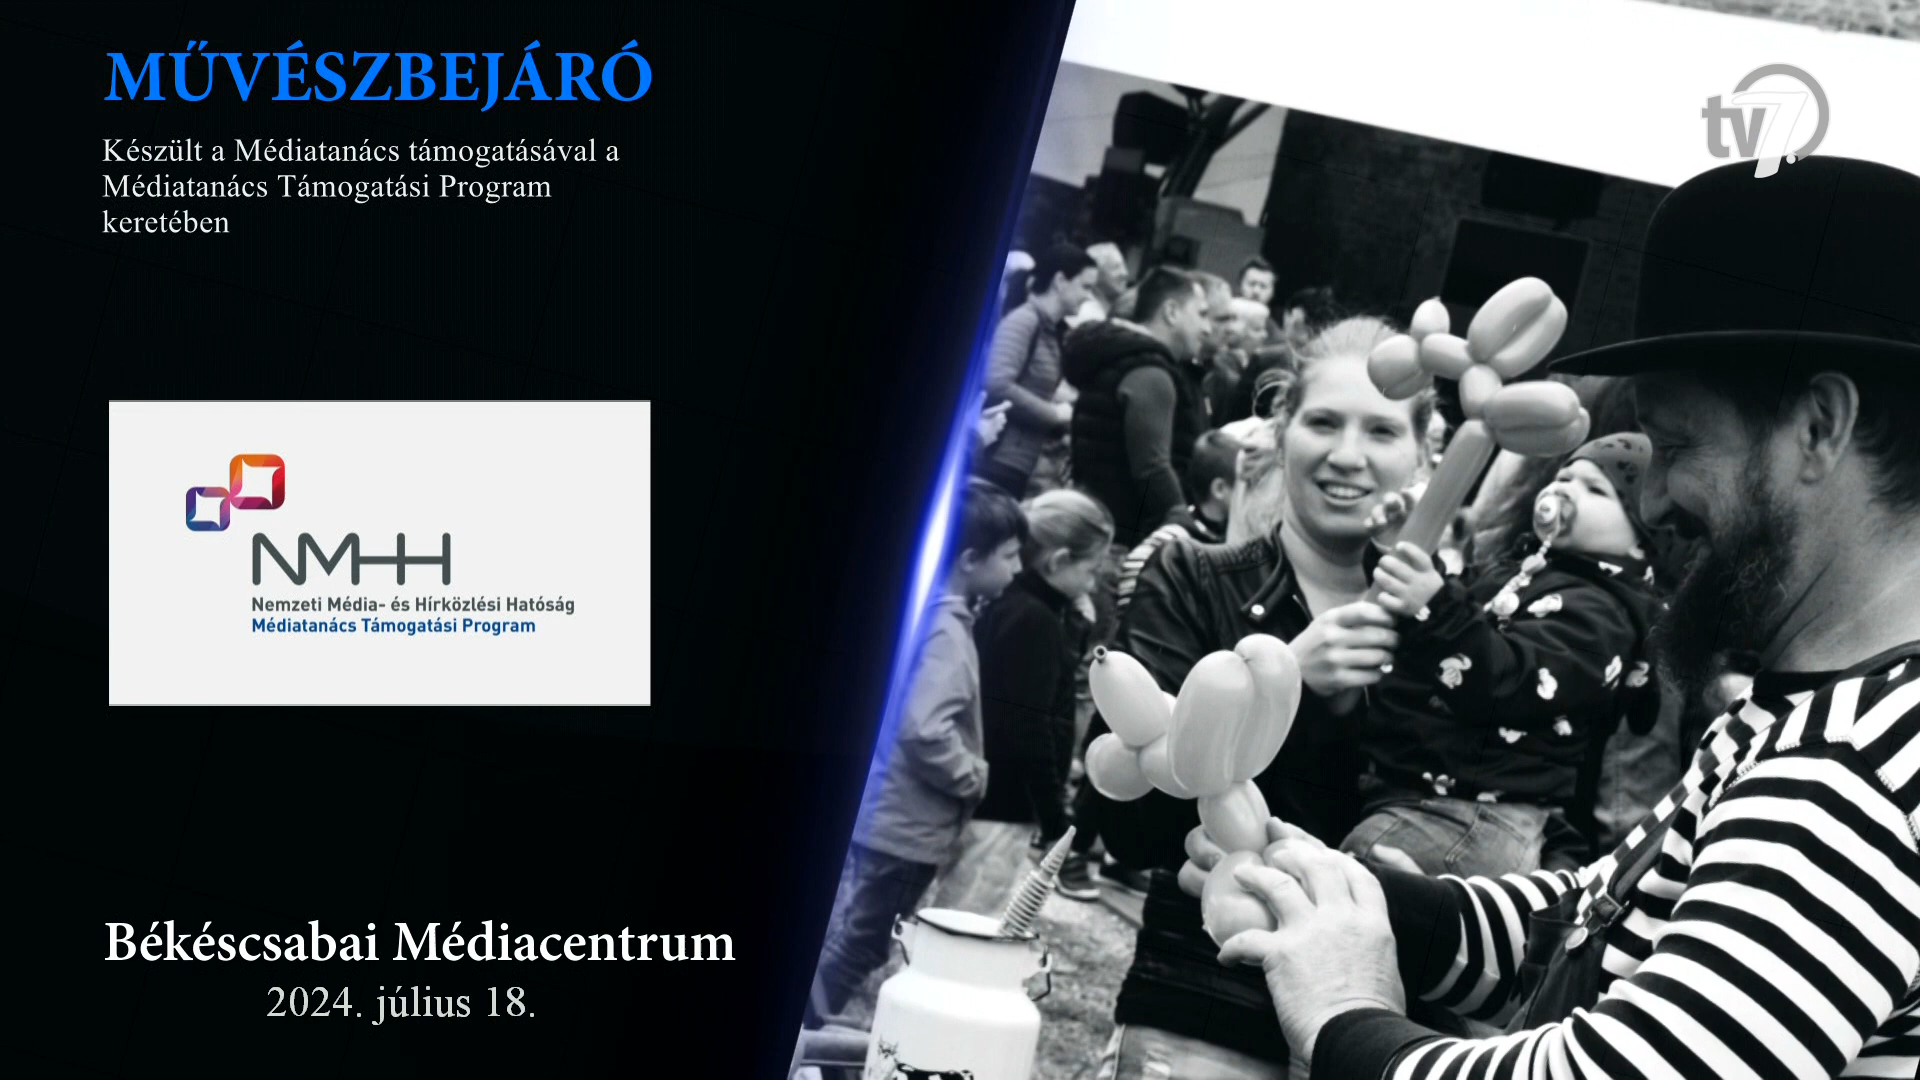 MŰVÉSZBEJÁRÓ
Készült a Médiatanács támogatásával a
Médiatanács Támogatási Program
keretében
tv7.
NMHH
Nemzeti Média- és Hírközlési Hatóság
Médiatanács Támogatási Program
Békéscsabai Médiacentrum
2024. július 18.